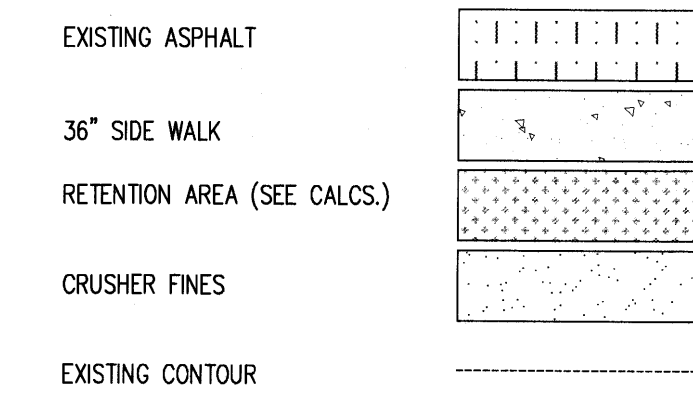 EXISTING ASPHALT
36" SIDE WALK
RETENTION AREA (SEE CALCS.)
CRUSHER FINES
EXISTING CONTOUR